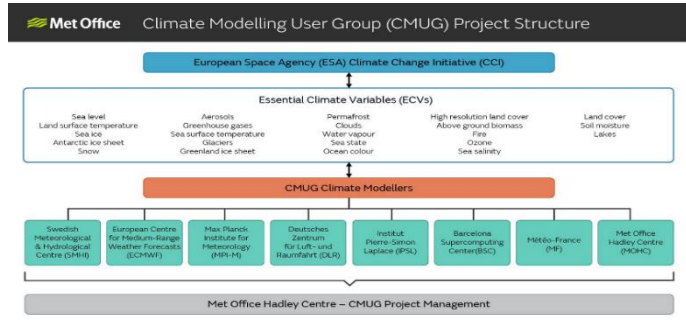 Met Office Climate Modelling User Group (CMUG) Project Structure
European Space Agency (ESA) Climate Change Initiative (CCI)
Essential Climate Variables (ECVs)
Sea level
Land surface temperature
Sea ice
Antarctic ice sheet
Snow
Aerosols
Greenhouse gases
Sea surface temperature
Glaciers
Greenland ice sheet
Permafrost
Clouds
Water vapour
Sea state
Ocean colour
High resolution land cover
Above ground biomass
Fire
Ozone
Sea salinity
Land cover
Soil moisture
Lakes
CMUG Climate Modellers
Swedish
Meteorological
& Hydrological
Centre (SMHI)
European Centre
for Medium-Range
Weather Forecasts
(ECMWF)
Max Planck
Institute for
Meteorology
(MPI-M)
Deutsches
Zentrum
für Luft- und
Raumfahrt (DLR)
Institut
Pierre-Simon
Laplace (IPSL)
Barcelona
Supercomputing
Center(BSC)
Météo-France
(MF)
Met Office
Hadley Centre
(MOHC)
Met Office Hadley Centre – CMUG Project Management